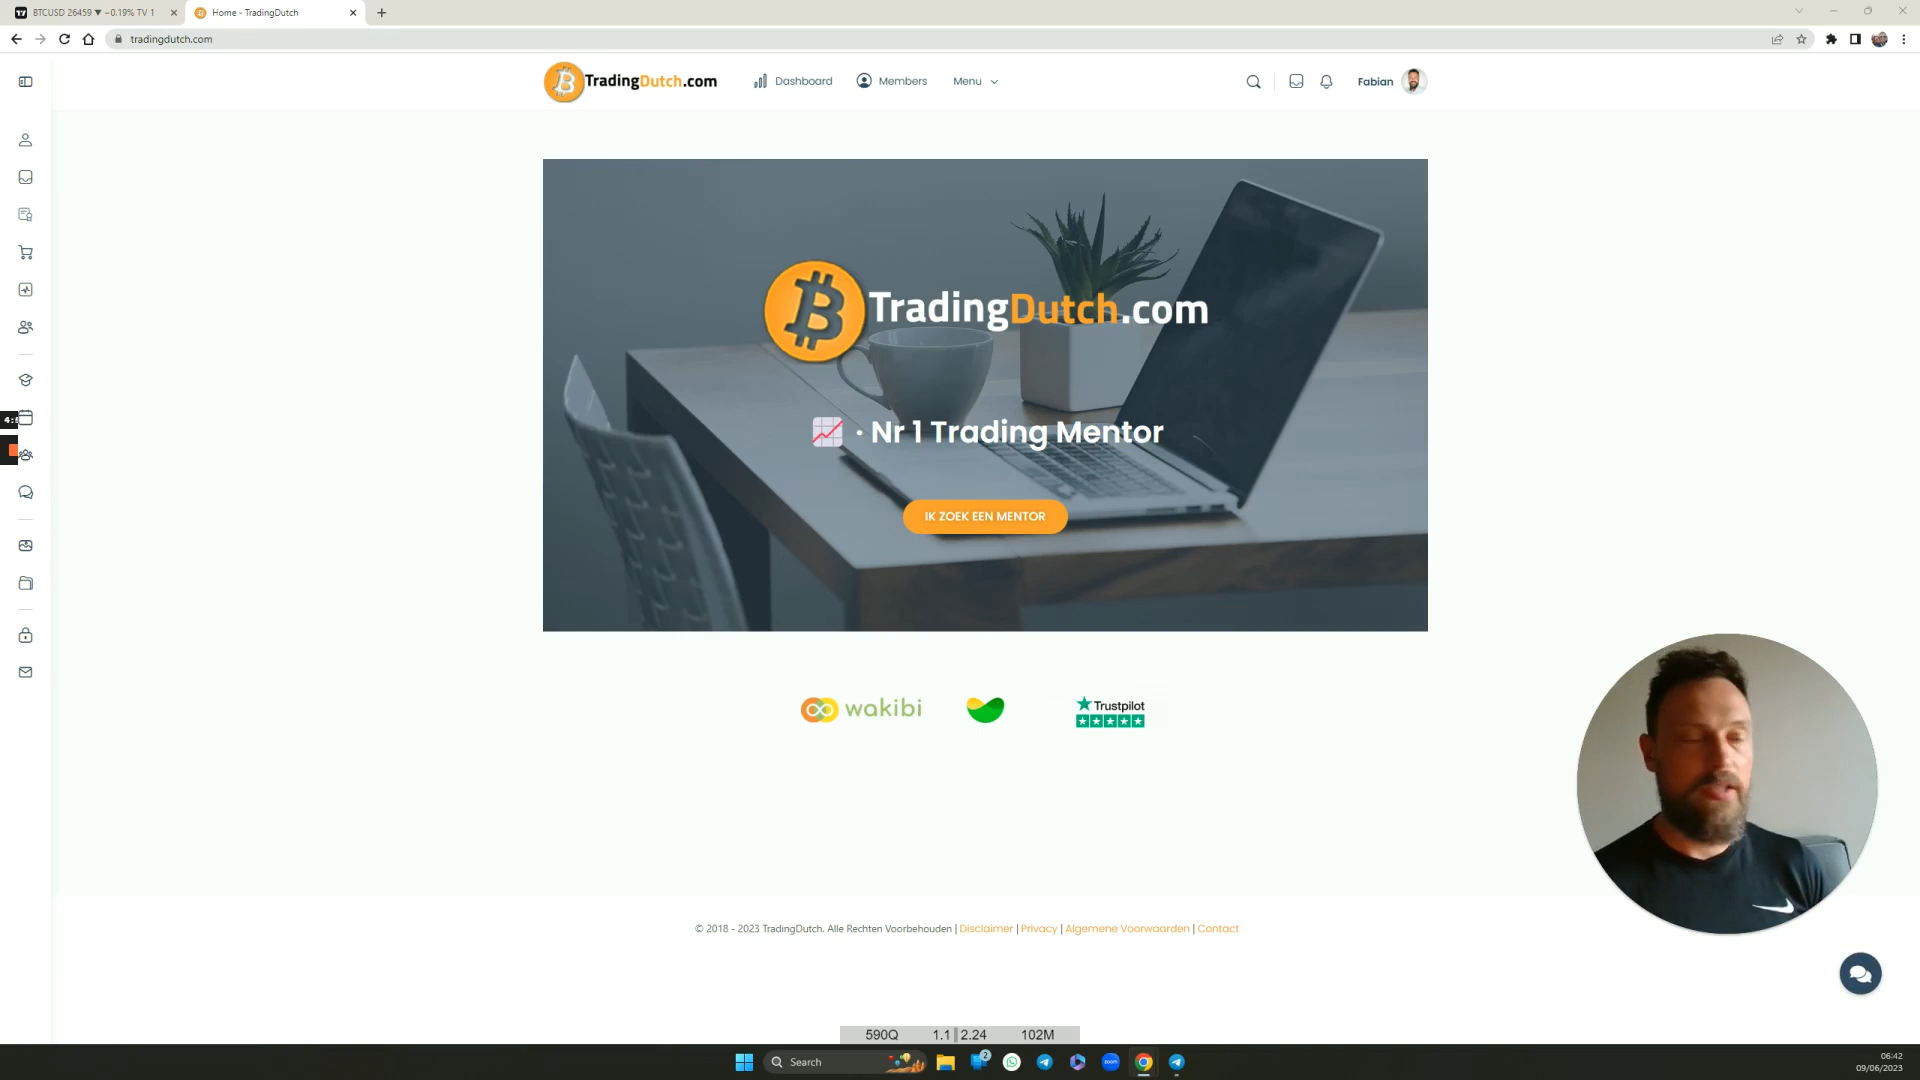 BTCUSD 26459 ▼ −0.19% TV 1
Home - TradingDutch
tradingdutch.com
TradingDutch.com
Dashboard
Members
Menu
Fabian
TradingDutch.com
· Nr 1 Trading Mentor
IK ZOEK EEN MENTOR
wakibi
Trustpilot
© 2018 - 2023 TradingDutch. Alle Rechten Voorbehouden | Disclaimer | Privacy | Algemene Voorwaarden | Contact
590Q 1.1 2.24 102M
Search
2
zoom
06:42
09/06/2023